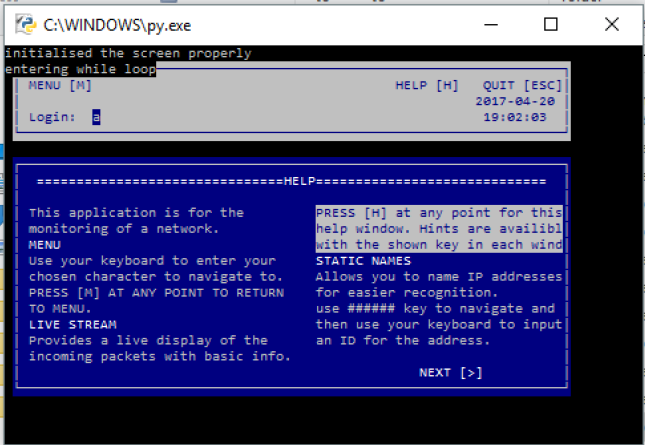 C:\WINDOWS\py.exe
initialised the screen properly
entering while loop
MENU [M] HELP [H] QUIT [ESC]
2017-04-20
Login: a 19:02:03
===============================HELP=============================
This application is for the
monitoring of a network.
MENU
Use your keyboard to enter your
chosen character to navigate to.
PRESS [M] AT ANY POINT TO RETURN
TO MENU.
LIVE STREAM
Provides a live display of the
incoming packets with basic info.
PRESS [H] at any point for this
help window. Hints are availibl
with the shown key in each wind
STATIC NAMES
Allows you to name IP addresses
for easier recognition.
use ###### key to navigate and
then use your keyboard to input
an ID for the address.
NEXT [>]